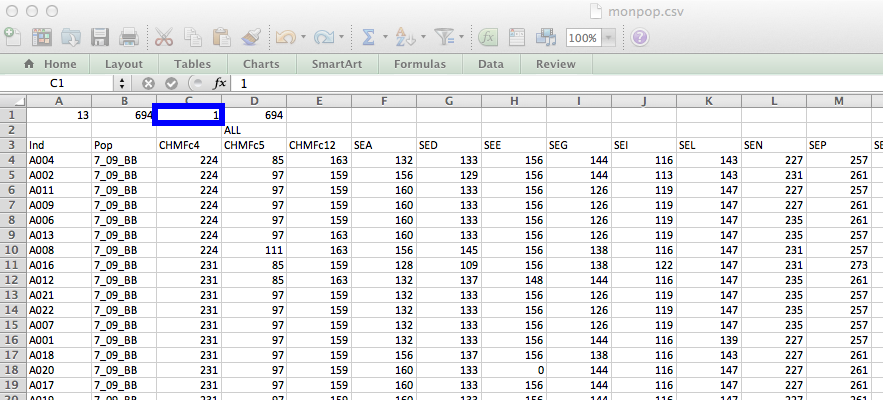 monpop.csv
100%
fx
Home Layout Tables Charts SmartArt Formulas Data Review
C1 fx 1
A B C D E F G H I J K L M
1 13 694 1 694
2 ALL
3 Ind Pop CHMFc4 CHMFc5 CHMFc12 SEA SED SEE SEG SEI SEL SEN SEP SE
4 A004 7_09_BB 224 85 163 132 133 156 144 116 143 227 257
5 A002 7_09_BB 224 97 159 156 129 156 144 113 143 231 261
6 A011 7_09_BB 224 97 159 160 133 156 126 119 147 227 257
7 A009 7_09_BB 224 97 159 160 133 156 126 119 147 227 261
8 A006 7_09_BB 224 97 159 160 133 156 126 119 147 235 261
9 A013 7_09_BB 224 97 163 160 133 156 126 119 147 235 261
10 A008 7_09_BB 224 111 163 156 145 156 138 116 147 231 257
11 A016 7_09_BB 231 85 159 128 109 156 138 122 147 231 273
12 A012 7_09_BB 231 85 163 132 137 148 144 116 147 235 261
13 A021 7_09_BB 231 97 159 132 133 156 126 119 147 235 257
14 A022 7_09_BB 231 97 159 132 133 156 126 119 147 235 257
15 A007 7_09_BB 231 97 159 132 133 156 126 119 147 235 257
16 A001 7_09_BB 231 97 159 132 133 156 144 116 139 227 257
17 A018 7_09_BB 231 97 159 156 137 156 138 116 143 227 261
18 A020 7_09_BB 231 97 159 160 133 0 144 116 147 227 261
19 A017 7_09_BB 231 97 159 160 133 156 144 116 147 227 261